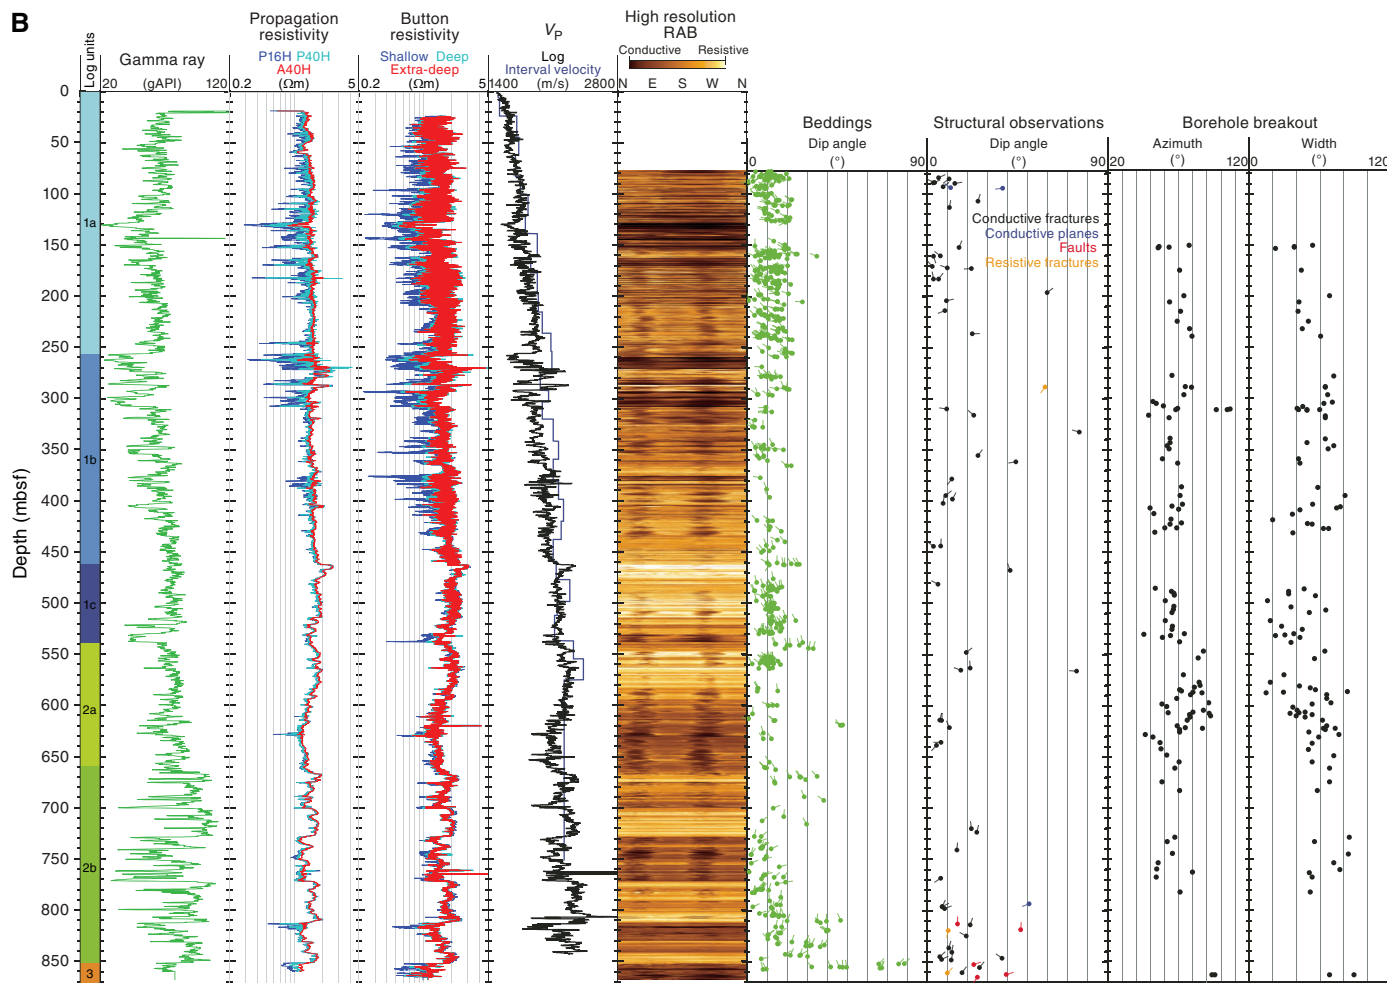 B
Log units
Gamma ray
20 (gAPI) 120
Propagation
resistivity
P16H P40H
A40H
0.2 (Ωm) 5
Button
resistivity
Shallow Deep
Extra-deep
0.2 (Ωm) 5
VP
Log
Interval velocity
1400 (m/s) 2800
High resolution
RAB
Conductive Resistive
N E S W N
Beddings
Dip angle
0 (°) 90
Structural observations
Dip angle
0 (°) 90
Borehole breakout
Azimuth Width
20 (°) 120 0 (°) 120
Conductive fractures
Conductive planes
Faults
Resistive fractures
Depth (mbsf)
0
50
100
150
200
250
300
350
400
450
500
550
600
650
700
750
800
850
1a
1b
1c
2a
2b
3